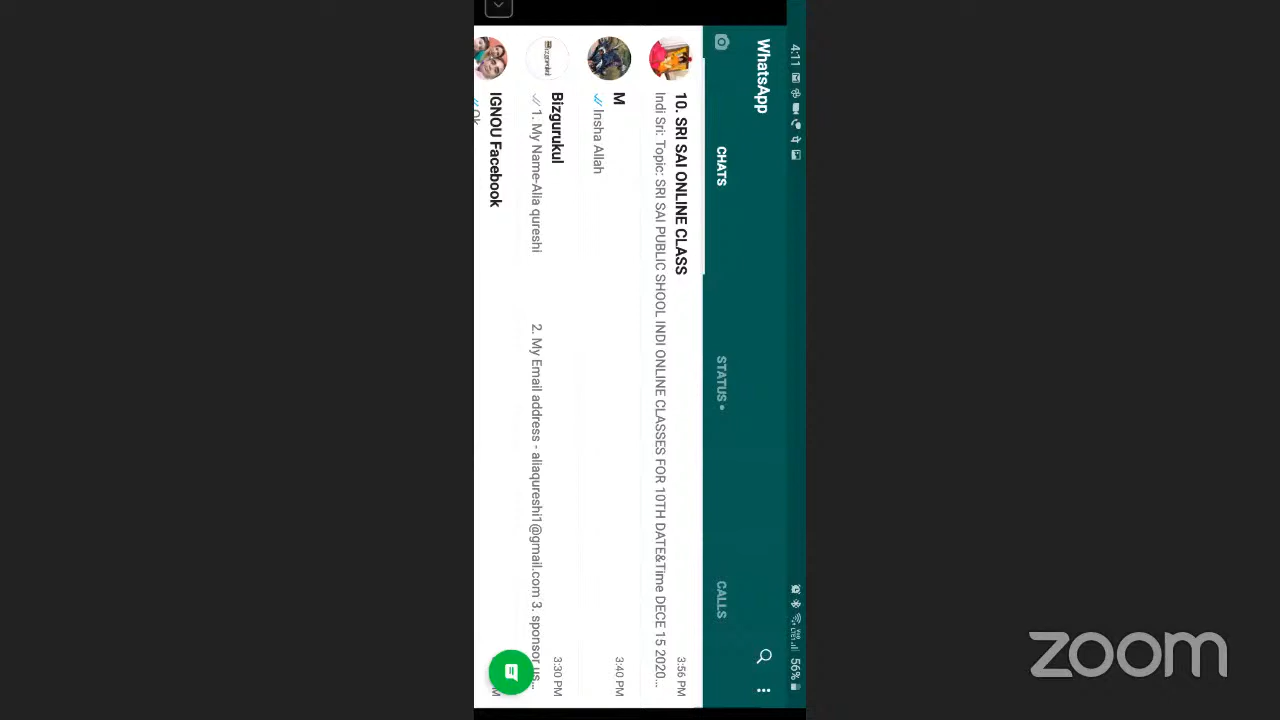 4:11
56%
WhatsApp
CHATS
STATUS •
CALLS
10. SRI SAI ONLINE CLASS
3:56 PM
Indi Sri: Topic: SRI SAI PUBLIC SHOOL INDI ONLINE CLASSES FOR 10TH DATE&Time DECE 15 2020...
M
3:40 PM
Insha Allah
Bizgurukul
3:30 PM
1. My Name-Alia qureshi 2. My Email address - aliaqureshi1@gmail.com 3. sponsor us...
IGNOU Facebook
Ok
zoom